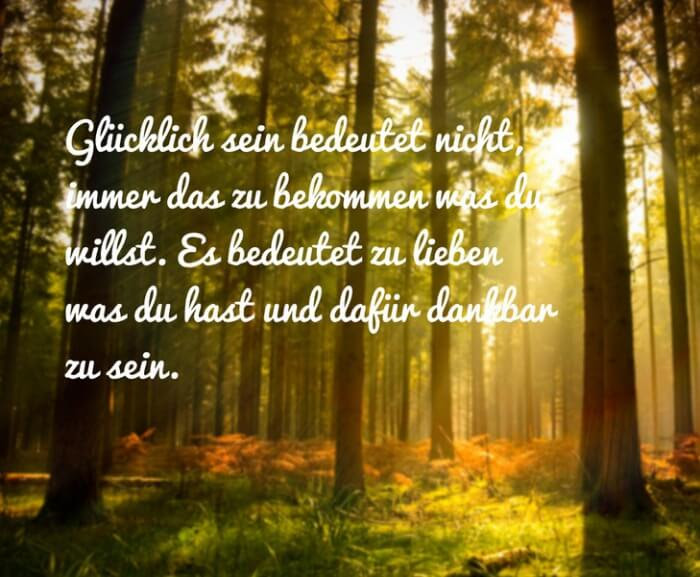 Glücklich sein bedeutet nicht,
immer das zu bekommen was du
willst. Es bedeutet zu lieben
was du hast und dafür dankbar
zu sein.